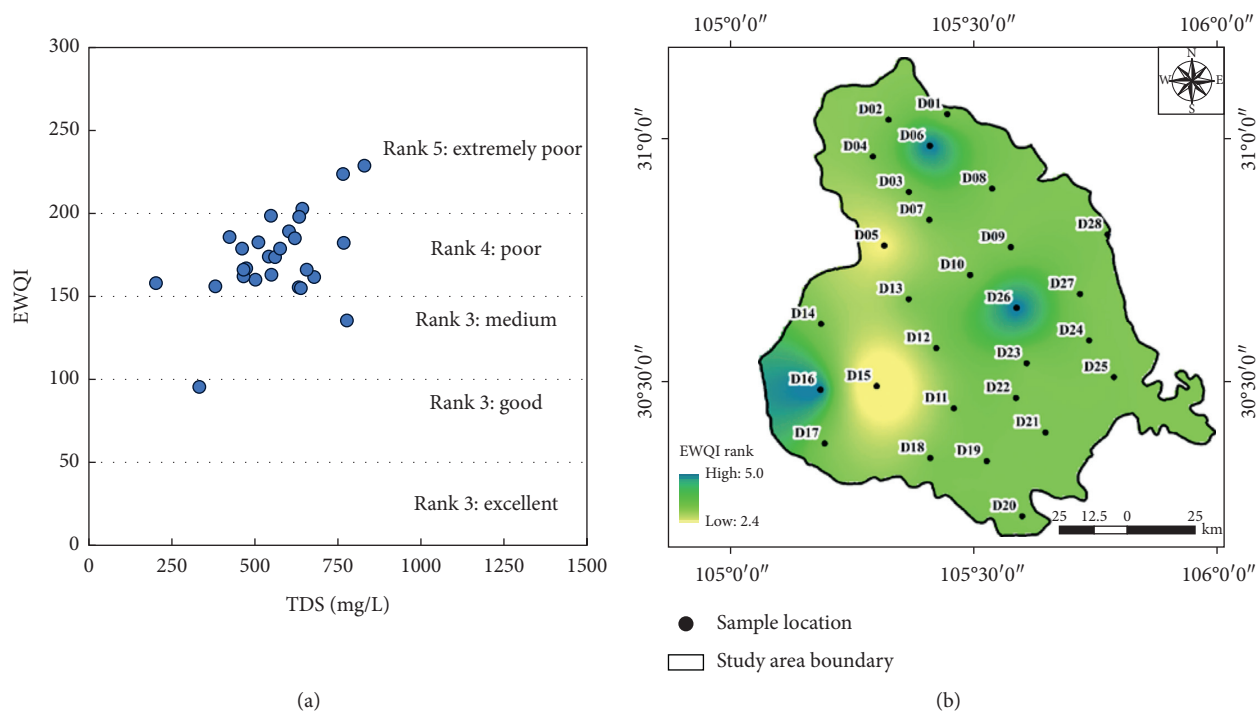 300
250
200
150
100
50
0
EWQI
Rank 5: extremely poor
Rank 4: poor
Rank 3: medium
Rank 3: good
Rank 3: excellent
0 250 500 750 1000 1250 1500
TDS (mg/L)
(a)
105°0′0″ 105°30′0″ 106°0′0″
N
W E
S
31°0′0″ 31°0′0″
30°30′0″ 30°30′0″
D01
D02
D06
D04
D03
D08
D07
D05
D09
D28
D10
D13
D26
D27
D14
D12
D24
D23
D16
D15
D25
D22
D11
D21
D17
D18
D19
D20
EWQI rank
High: 5.0
Low: 2.4
25 12.5 0 25
km
105°0′0″ 105°30′0″ 106°0′0″
Sample location
Study area boundary
(b)